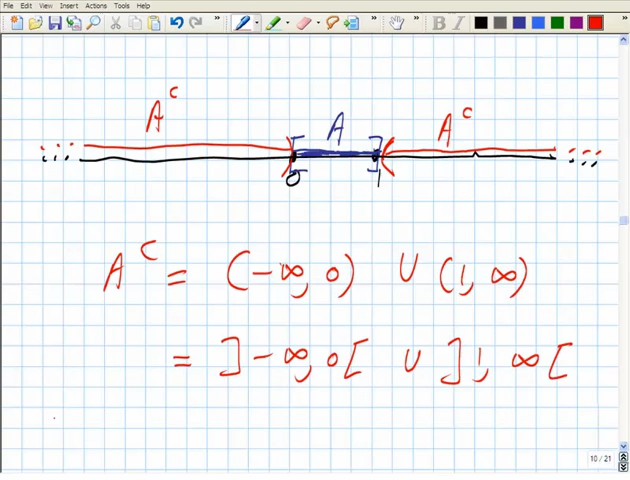 File Edit View Insert Actions Tools Help
B I
A^c A A^c
[ ] (
0 1
A^c = (-∞, 0) ∪ (1, ∞)
= ]-∞, 0[ ∪ ]1, ∞[
10 / 21